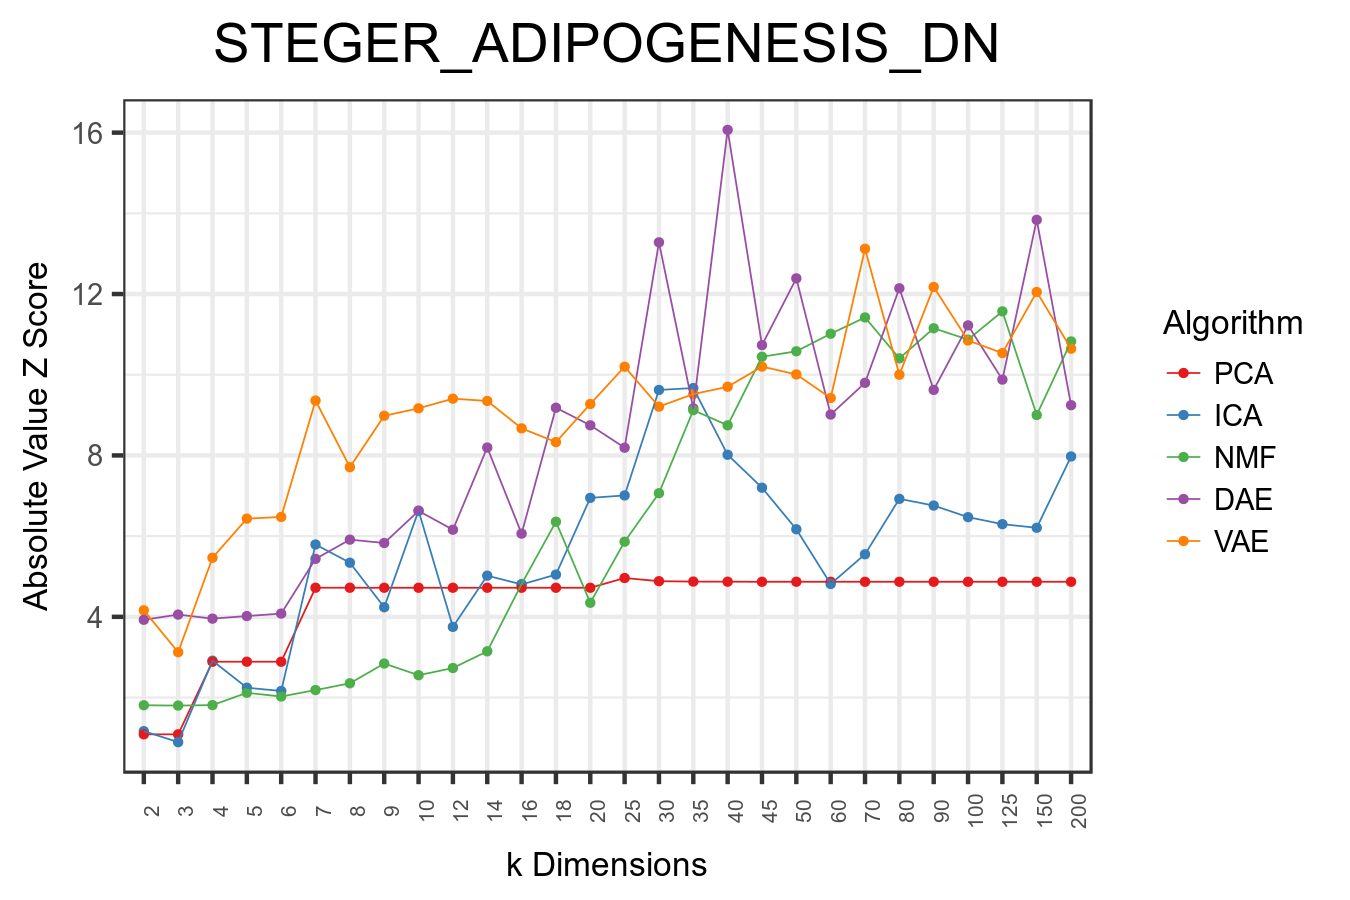 STEGER_ADIPOGENESIS_DN
Absolute Value Z Score
16
12
8
4
2 3 4 5 6 7 8 9 10 12 14 16 18 20 25 30 35 40 45 50 60 70 80 90 100 125 150 200
k Dimensions
Algorithm
PCA
ICA
NMF
DAE
VAE